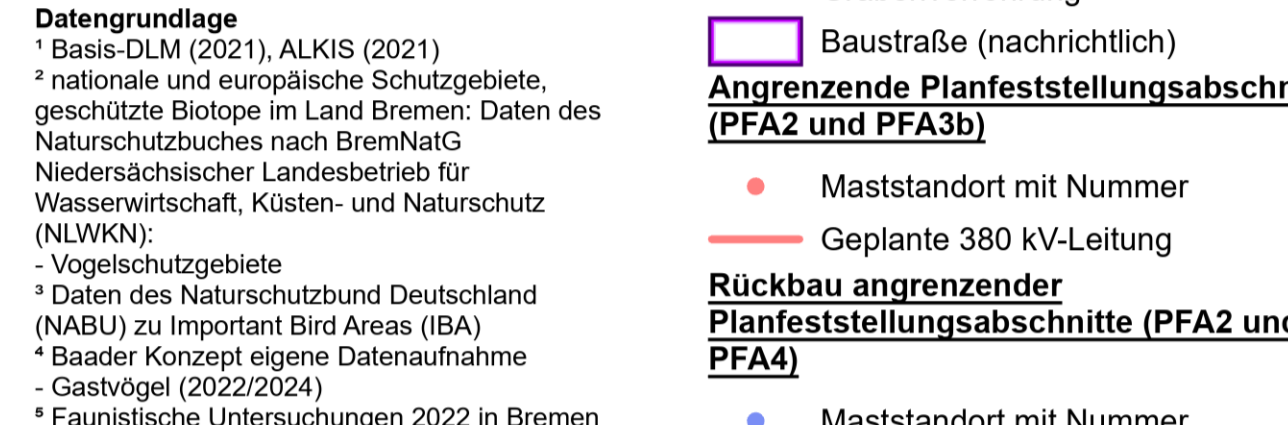 Datengrundlage
¹ Basis-DLM (2021), ALKIS (2021)
² nationale und europäische Schutzgebiete,
geschützte Biotope im Land Bremen: Daten des
Naturschutzbuches nach BremNatG
Niedersächsischer Landesbetrieb für
Wasserwirtschaft, Küsten- und Naturschutz
(NLWKN):
- Vogelschutzgebiete
³ Daten des Naturschutzbund Deutschland
(NABU) zu Important Bird Areas (IBA)
⁴ Baader Konzept eigene Datenaufnahme
- Gastvögel (2022/2024)
⁵ Faunistische Untersuchungen 2022 in Bremen
Baustraße (nachrichtlich)
Angrenzende
(PFA2 und PFA3b)
Maststandort mit Nummer
Geplante 380 kV-Leitung
Rückbau angrenzender
Planfeststellungsabschnitte (PFA2
PFA4)
Maststandort mit Nummer